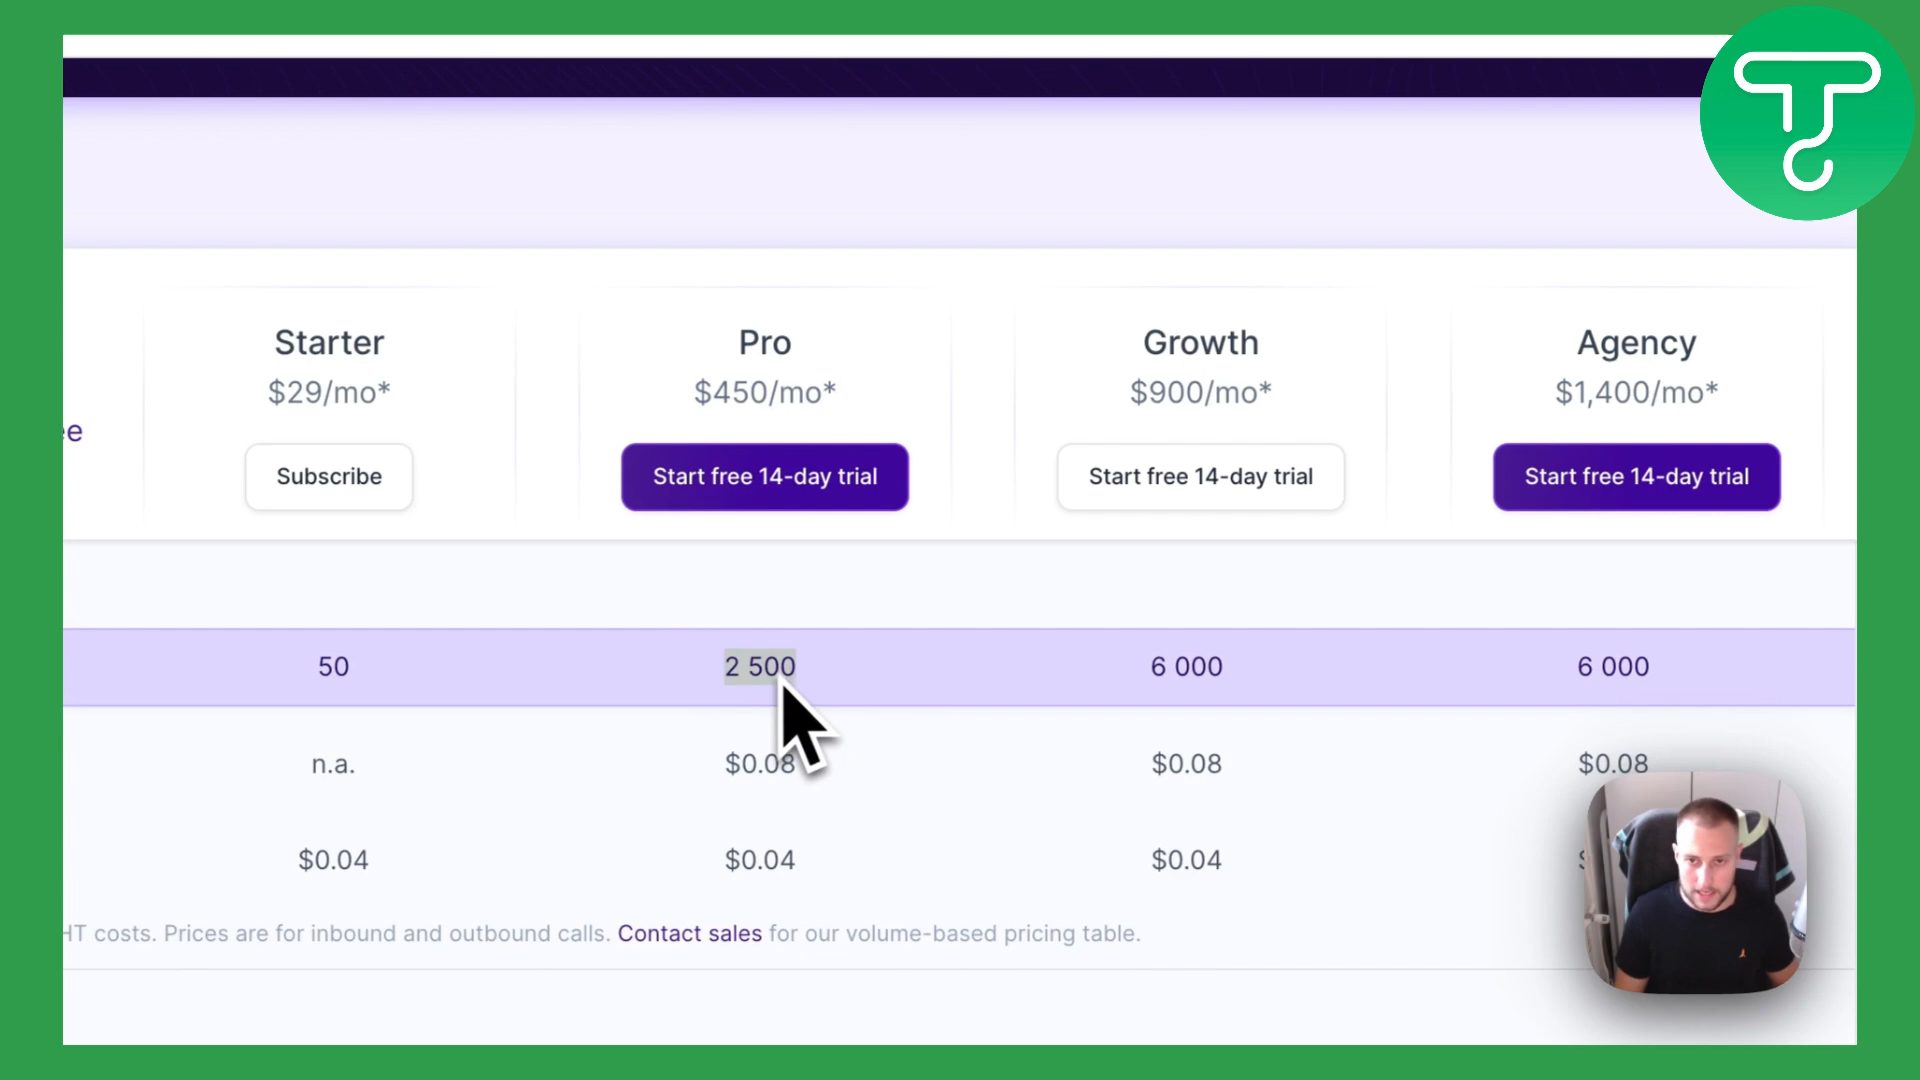 Starter Pro Growth Agency
$29/mo* $450/mo* $900/mo* $1,400/mo*
Subscribe Start free 14-day trial Start free 14-day trial Start free 14-day trial
50 2 500 6 000 6 000
n.a. $0.08 $0.08 $0.08
$0.04 $0.04 $0.04
costs. Prices are for inbound and outbound calls. Contact sales for our volume-based pricing table.